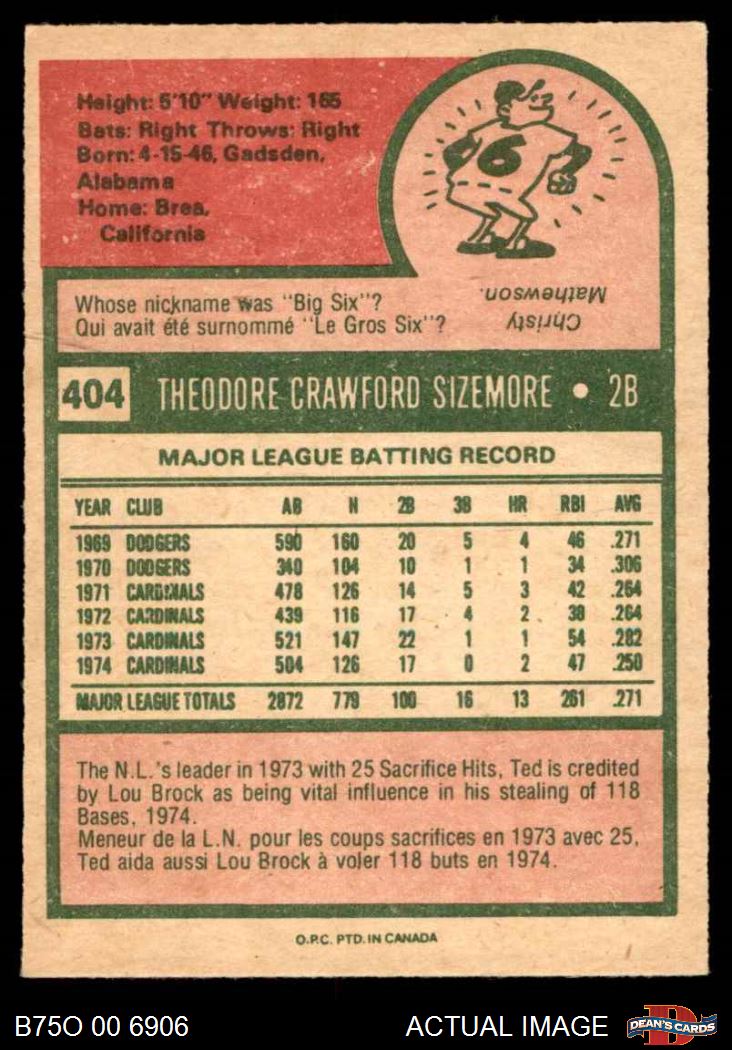 Height: 5'10" Weight: 165
Bats: Right Throws: Right
Born: 4-15-46, Gadsden,
Alabama
Home: Brea,
California
6
Whose nickname was "Big Six"?
Qui avait été surnommé "Le Gros Six"?
Christy
Mathewson.
404 THEODORE CRAWFORD SIZEMORE • 2B
MAJOR LEAGUE BATTING RECORD
YEAR CLUB AB H 2B 3B HR RBI AVG
1969 DODGERS 590 160 20 5 4 46 .271
1970 DODGERS 340 104 10 1 1 34 .306
1971 CARDINALS 478 126 14 5 3 42 .264
1972 CARDINALS 439 116 17 4 2 38 .264
1973 CARDINALS 521 147 22 1 1 54 .282
1974 CARDINALS 504 126 17 0 2 47 .250
MAJOR LEAGUE TOTALS 2872 779 100 16 13 261 .271
The N.L.'s leader in 1973 with 25 Sacrifice Hits, Ted is credited
by Lou Brock as being vital influence in his stealing of 118
Bases, 1974.
Meneur de la L.N. pour les coups sacrifices en 1973 avec 25,
Ted aida aussi Lou Brock à voler 118 buts en 1974.
O.P.C. PTD. IN CANADA
B75O 00 6906
ACTUAL IMAGE
D
DEAN'S CARDS